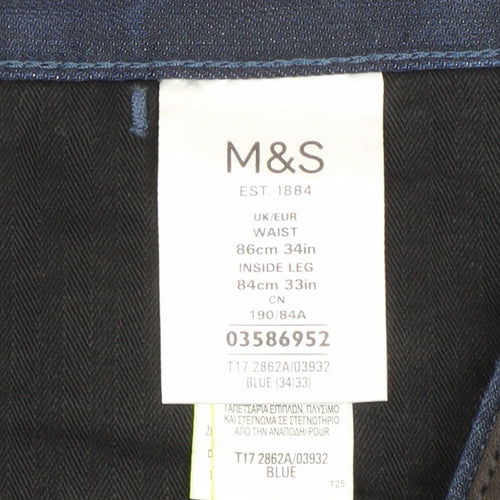 M&S
EST. 1884
UK/EUR
WAIST
86cm 34in
INSIDE LEG
84cm 33in
CN
190/84A
03586952
T17 2862A/03932
BLUE (34/33)
ΤΑΠΕΤΣΑΡΙΑ ΕΠΙΠΛΩΝ. ΠΛΥΣΙΜΟ
ΚΑΙ ΣΤΕΓΝΩΜΑ ΣΕ ΣΤΕΓΝΩΤΗΡΙΟ
ΑΠΟ ΤΗΝ ΑΝΑΠΟΔΗ/POUR
T17 2862A/03932
BLUE
T25